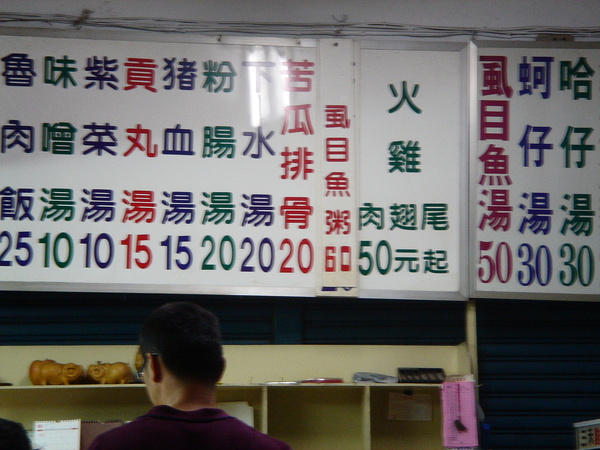 魯肉飯25
味噌湯10
紫菜湯10
貢丸湯15
猪血湯15
粉腸湯20
下水湯20
苦瓜排骨20
虱目魚粥60
火雞
肉翅尾
50元起
虱目魚湯50
蚵仔湯30
哈仔湯30